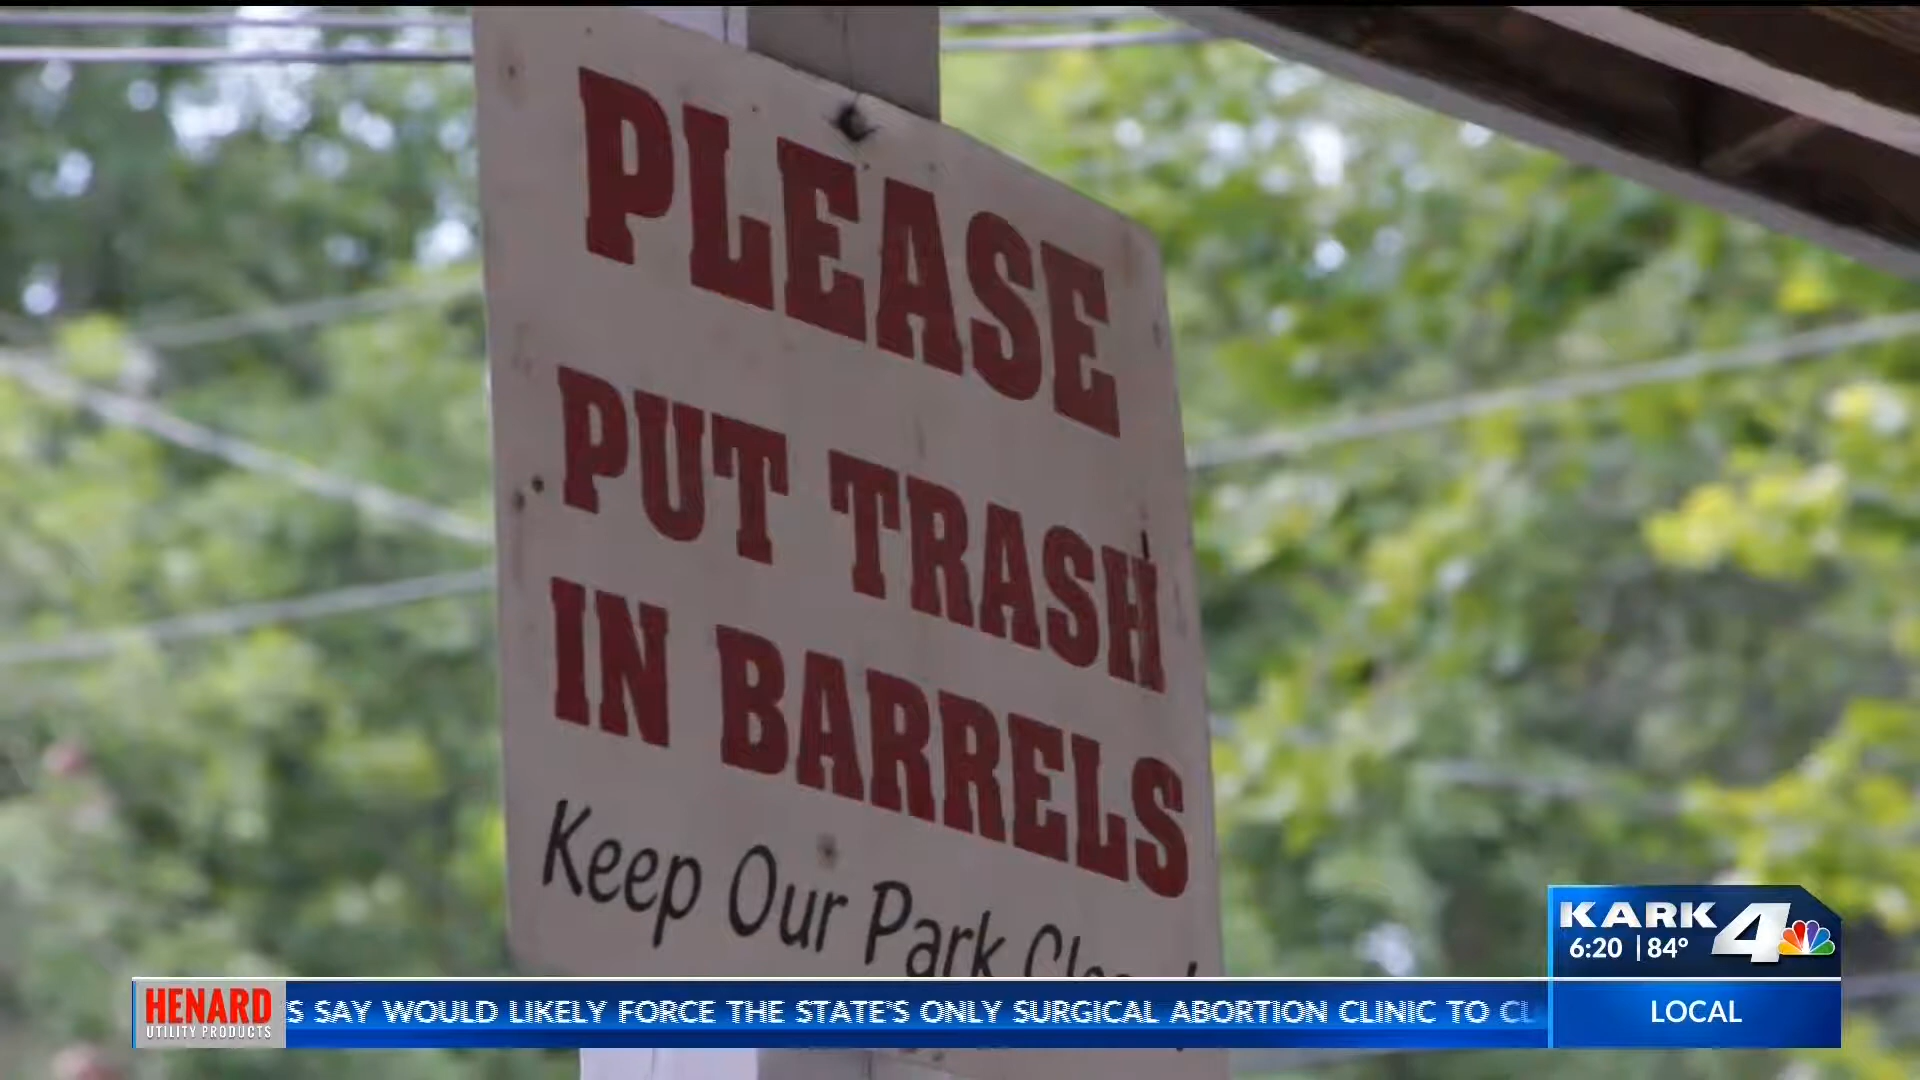 PLEASE
PUT TRASH
IN BARRELS
Keep Our Park
KARK 4
6:20 | 84°
HENARD
UTILITY PRODUCTS
SAY WOULD LIKELY FORCE THE STATE'S ONLY SURGICAL ABORTION CLINIC TO
LOCAL